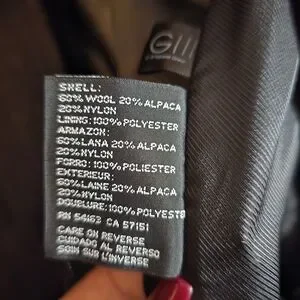 GIII
SHELL:
60% WOOL 20% ALPACA
20% NYLON
LINING: 100% POLYESTER
ARMAZON:
60% LANA 20% ALPACA
20% NYLON
FORRO: 100% POLIESTER
EXTERIEUR:
60% LAINE 20% ALPACA
20% NYLON
DOUBLURE: 100% POLYESTE
RN 54163 CA 57151
CARE ON REVERSE
CUIDADO AL REVERSO
SOIN SUR L'INVERSE